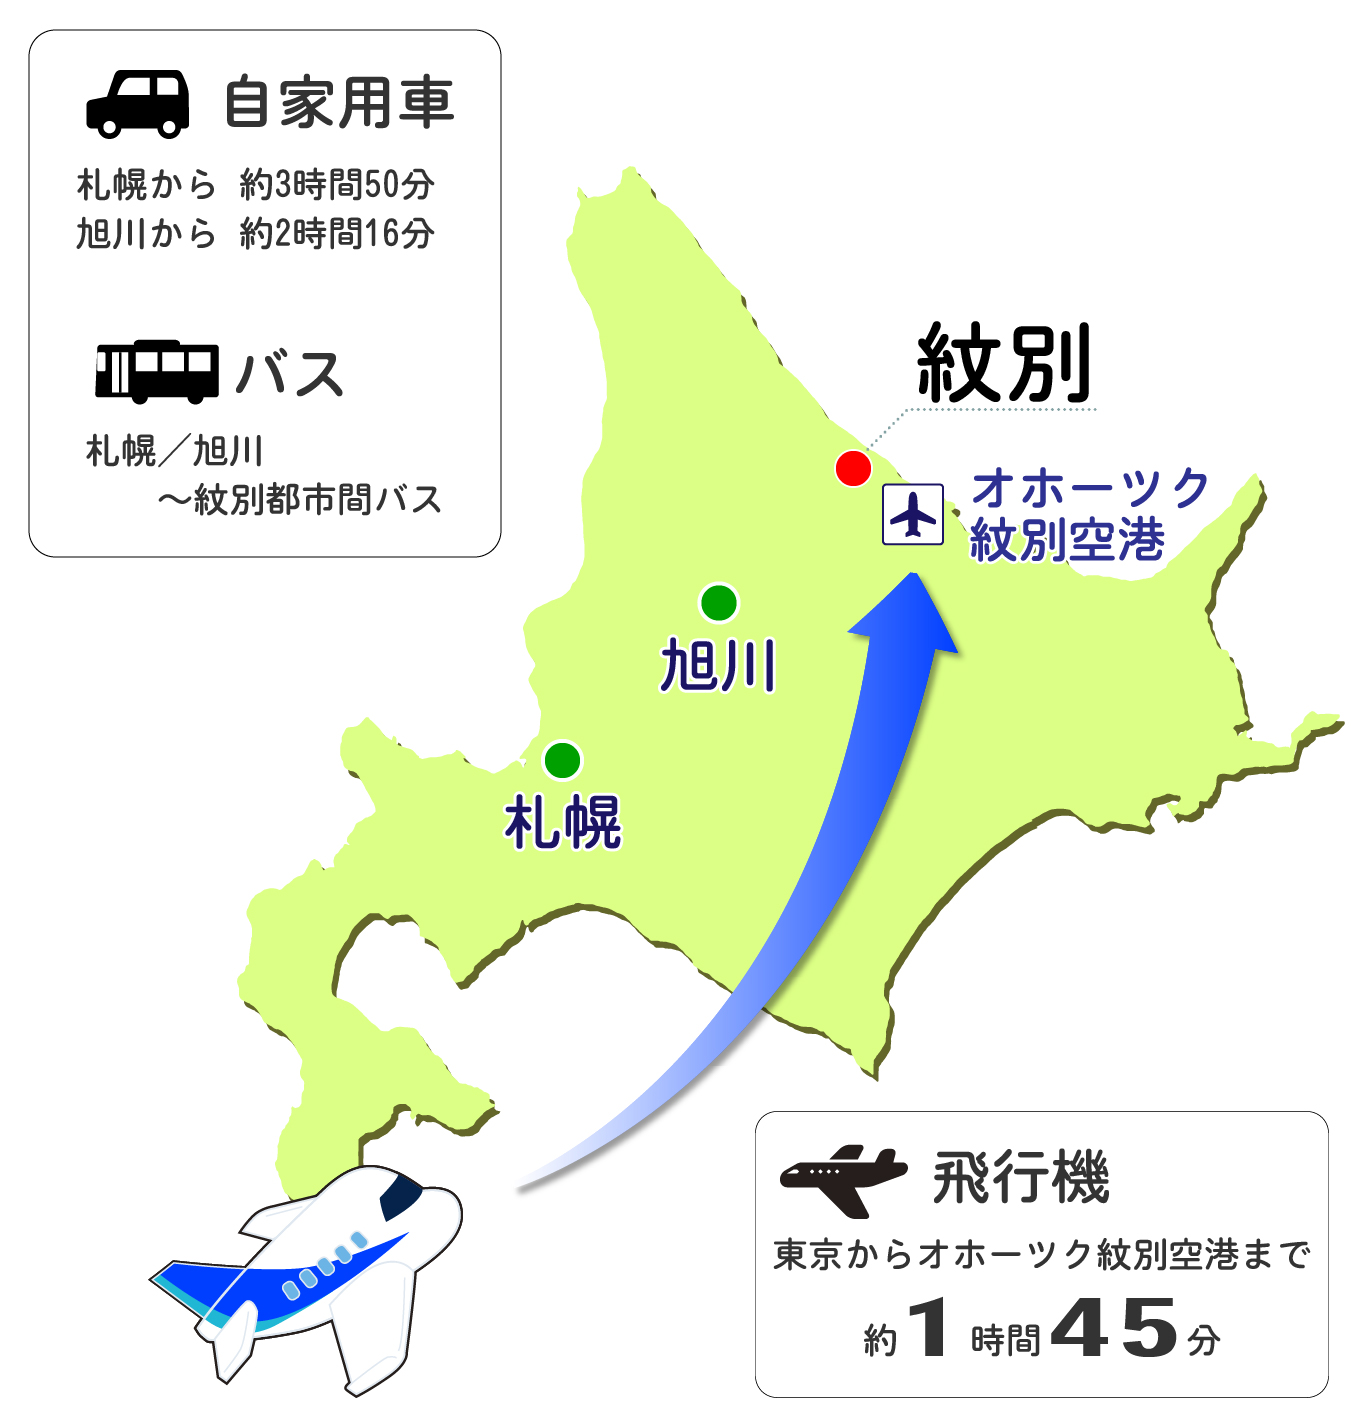 自家用車
札幌から 約3時間50分
旭川から 約2時間16分
バス
札幌／旭川
～紋別都市間バス
紋別
オホーツク
紋別空港
旭川
札幌
飛行機
東京からオホーツク紋別空港まで
約1時間45分